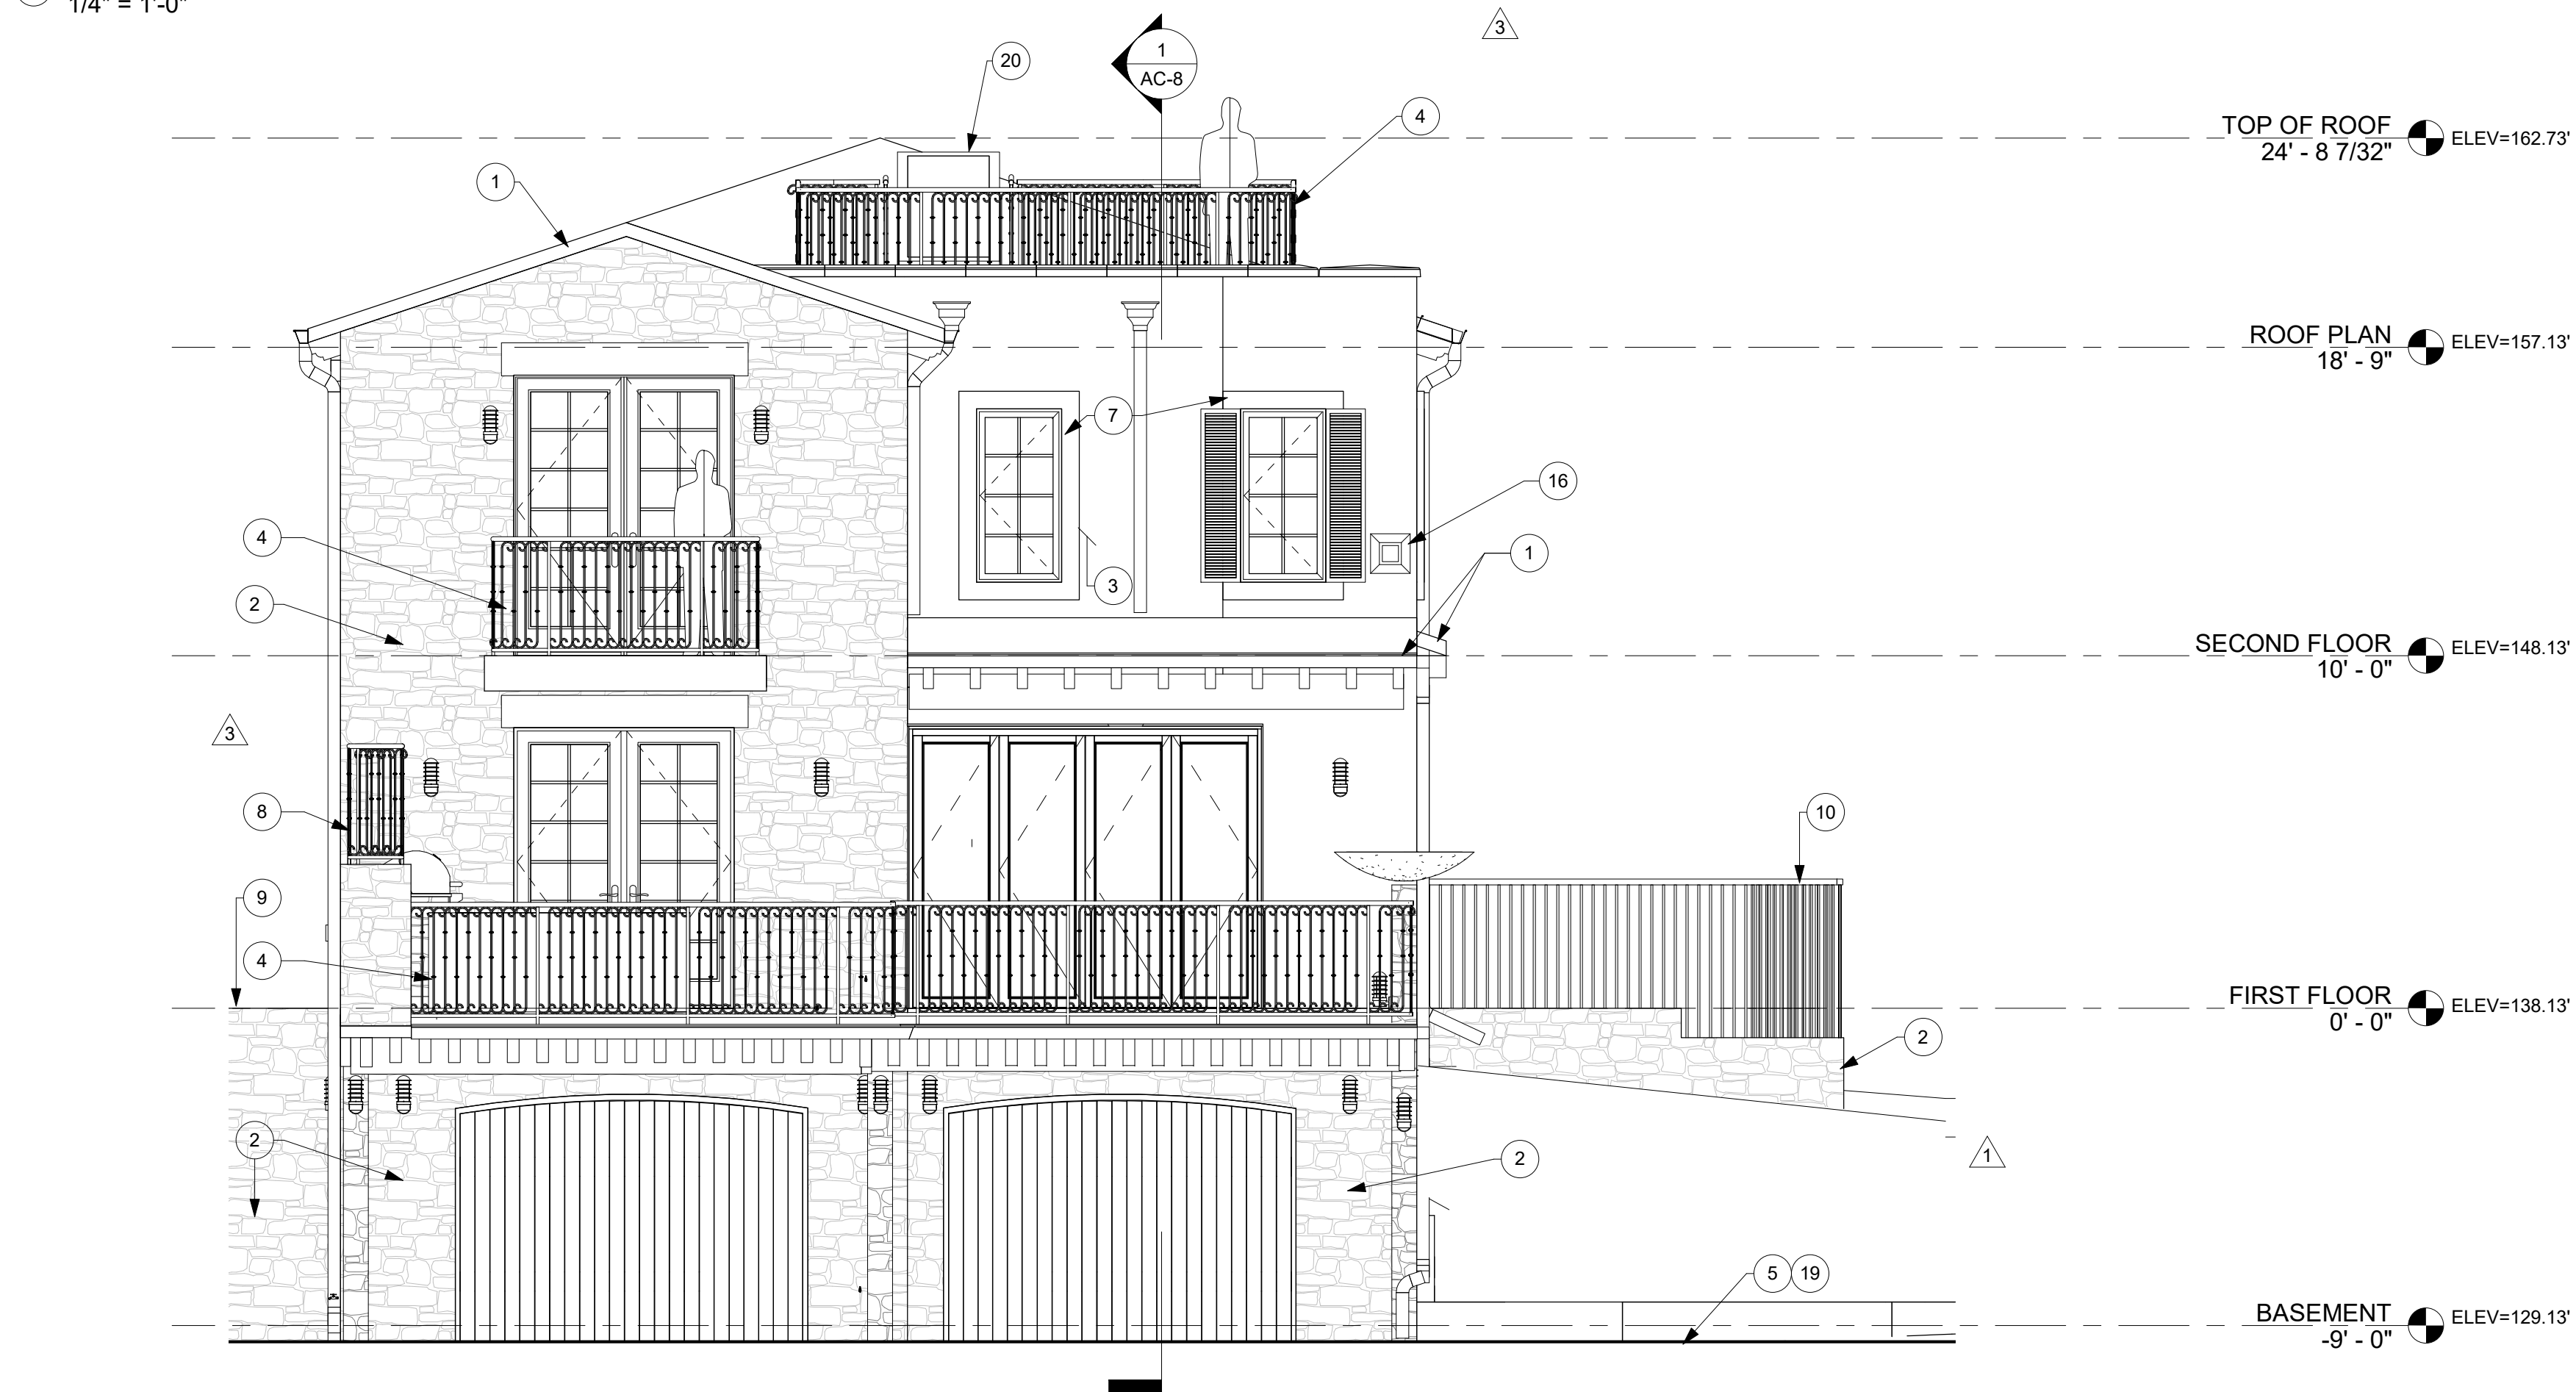 1/4" = 1'-0"
3
1
AC-8
20
4
TOP OF ROOF
24' - 8 7/32"
ELEV=162.73'
1
ROOF PLAN
18' - 9"
ELEV=157.13'
7
16
4
1
3
2
SECOND FLOOR
10' - 0"
ELEV=148.13'
3
8
10
9
4
FIRST FLOOR
0' - 0"
ELEV=138.13'
2
2
1
2
5
19
BASEMENT
-9' - 0"
ELEV=129.13'